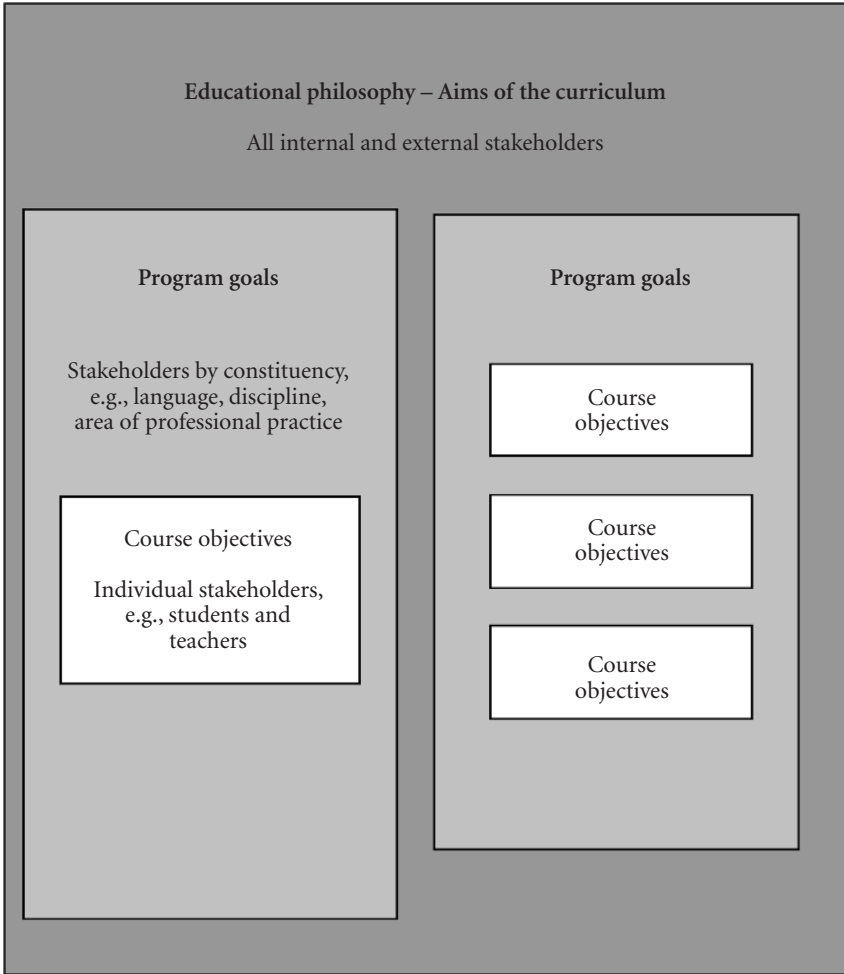 Educational philosophy – Aims of the curriculum
All internal and external stakeholders
Program goals
Stakeholders by constituency,
e.g., language, discipline,
area of professional practice
Course objectives
Individual stakeholders,
e.g., students and
teachers
Program goals
Course
objectives
Course
objectives
Course
objectives